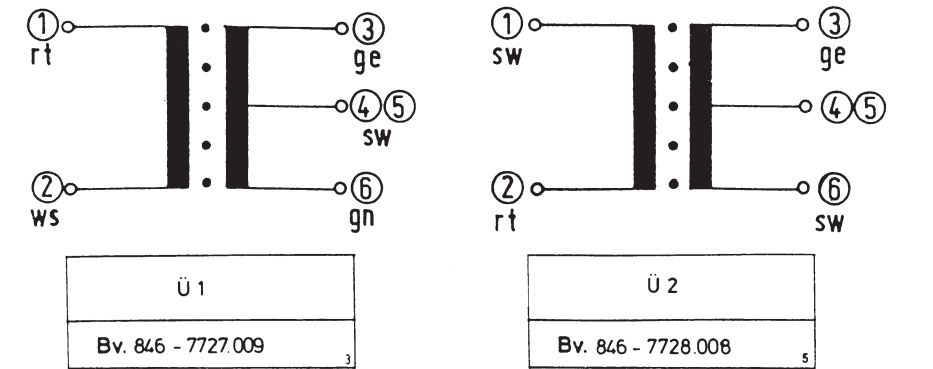 ① ③
rt ge
④⑤
sw
② ⑥
ws gn
Ü 1
Bv. 846 - 7727.009
3
① ③
sw ge
④⑤
② ⑥
rt sw
Ü 2
Bv. 846 - 7728.008
5